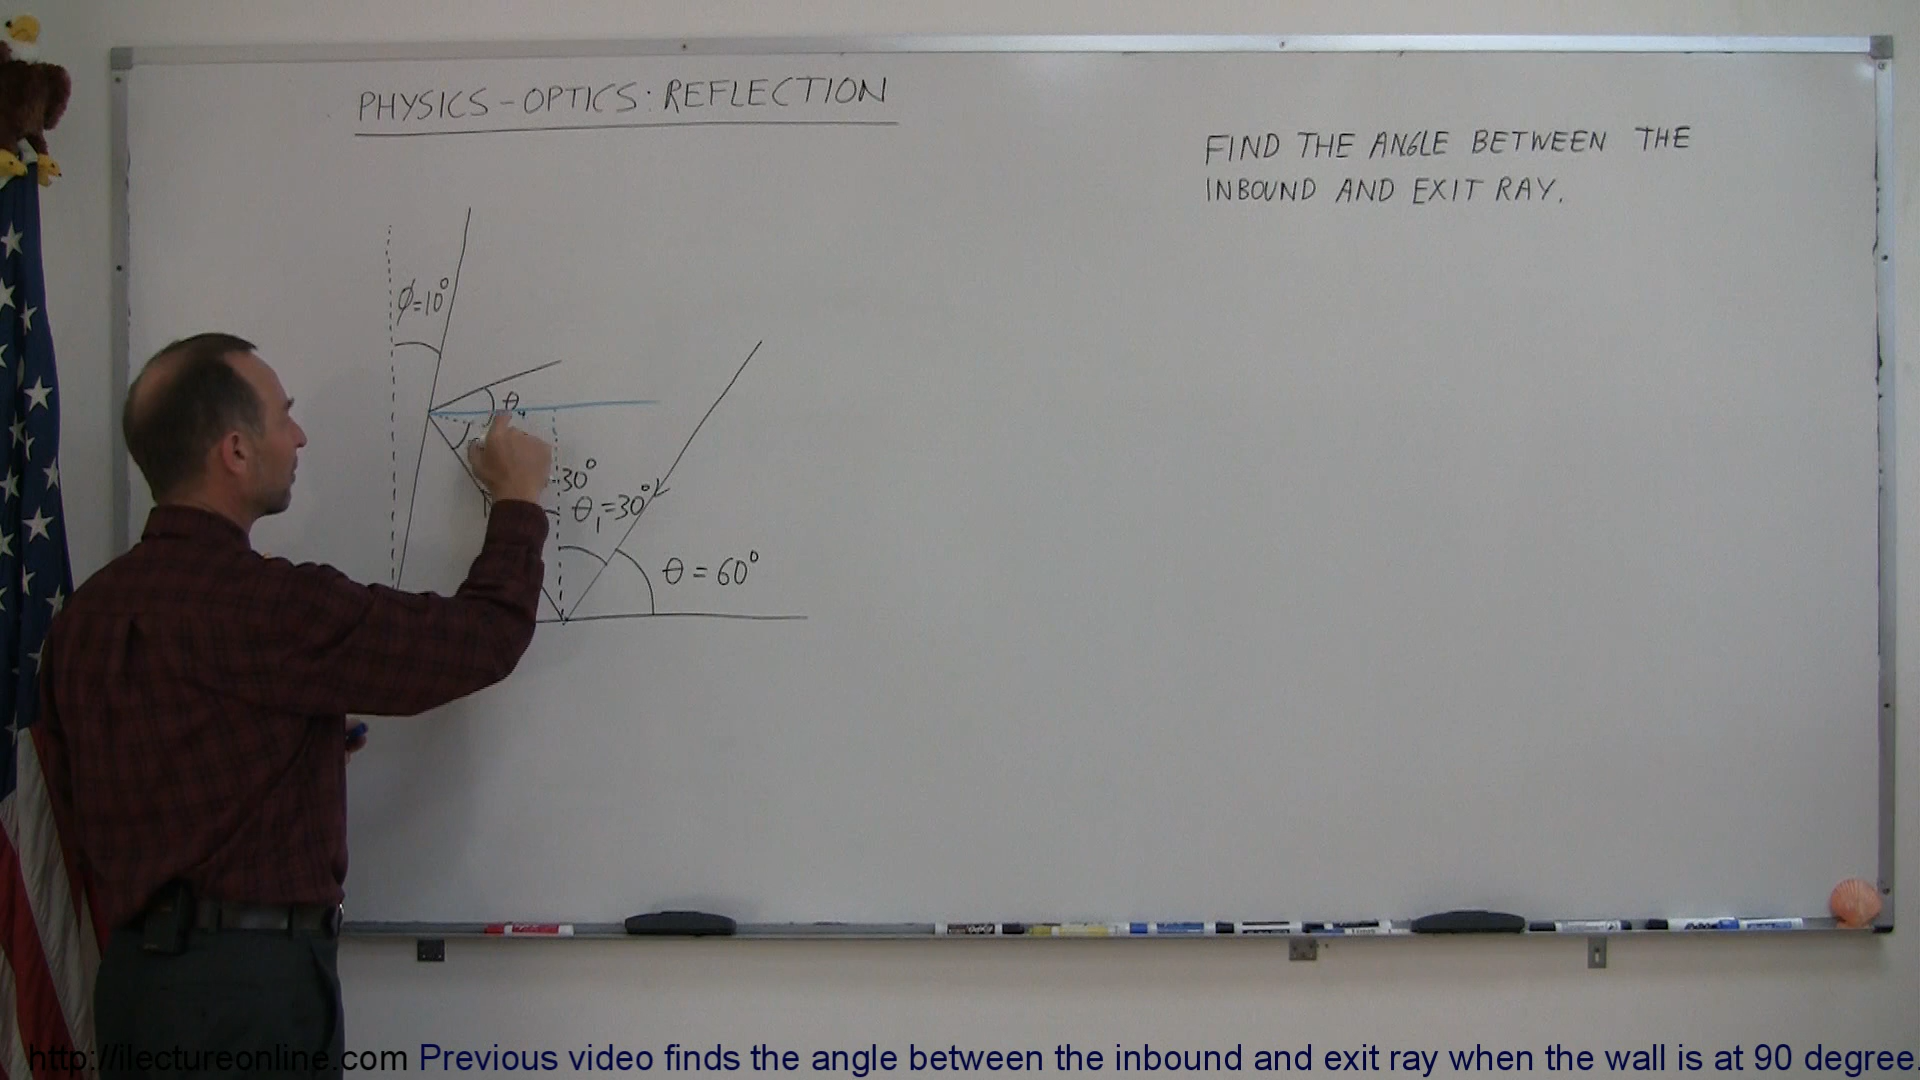 PHYSICS-OPTICS: REFLECTION
FIND THE ANGLE BETWEEN THE
INBOUND AND EXIT RAY.
φ=10°
θ₄
30°
θ₁=30°
θ = 60°
http://ilectureonline.com Previous video finds the angle between the inbound and exit ray when the wall is at 90 degree.